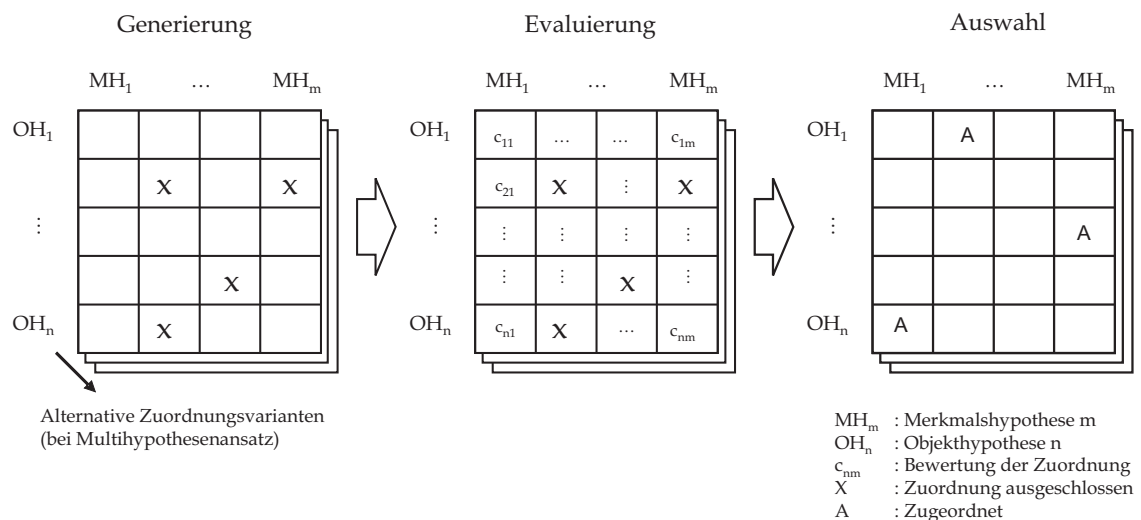 Generierung
Evaluierung
Auswahl
MH₁ … MHₘ
MH₁ … MHₘ
MH₁ … MHₘ
OH₁
X X
⋮
X
OHₙ X
Alternative Zuordnungsvarianten
(bei Multihypothesenansatz)
OH₁ c₁₁ … … c₁ₘ
c₂₁ X ⋮ X
⋮ ⋮ ⋮ ⋮ ⋮
⋮ ⋮ X
OHₙ cₙ₁ X … cₙₘ
OH₁ A
⋮ A
OHₙ A
MHₘ : Merkmalshypothese m
OHₙ : Objekthypothese n
cₙₘ : Bewertung der Zuordnung
X : Zuordnung ausgeschlossen
A : Zugeordnet